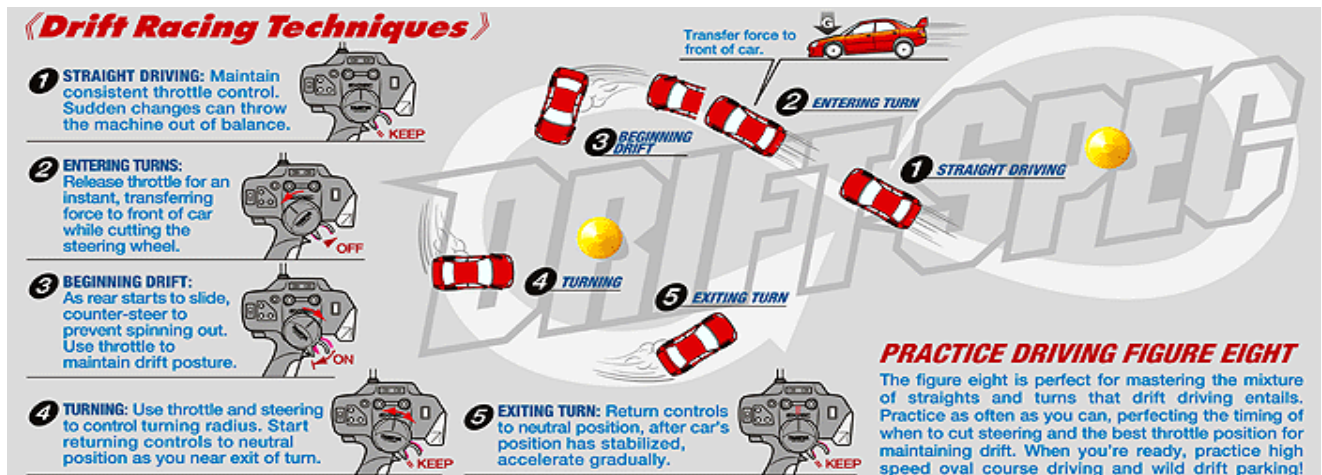 《Drift Racing Techniques》
1 STRAIGHT DRIVING: Maintain
consistent throttle control.
Sudden changes can throw
the machine out of balance.
KEEP
2 ENTERING TURNS:
Release throttle for an
instant, transferring
force to front of car
while cutting the
steering wheel.
OFF
3 BEGINNING DRIFT:
As rear starts to slide,
counter-steer to
prevent spinning out.
Use throttle to
maintain drift posture.
ON
4 TURNING: Use throttle and steering
to control turning radius. Start
returning controls to neutral
position as you near exit of turn.
KEEP
5 EXITING TURN: Return controls
to neutral position, after car's
position has stabilized,
accelerate gradually.
KEEP
Transfer force to
front of car.
G
2 ENTERING TURN
3 BEGINNING
DRIFT
1 STRAIGHT DRIVING
4 TURNING
5 EXITING TURN
DRIFT SPEC
PRACTICE DRIVING FIGURE EIGHT
The figure eight is perfect for mastering the mixture
of straights and turns that drift driving entails.
Practice as often as you can, perfecting the timing of
when to cut steering and the best throttle position for
maintaining drift. When you're ready, practice high
speed oval course driving and wild drift parking!